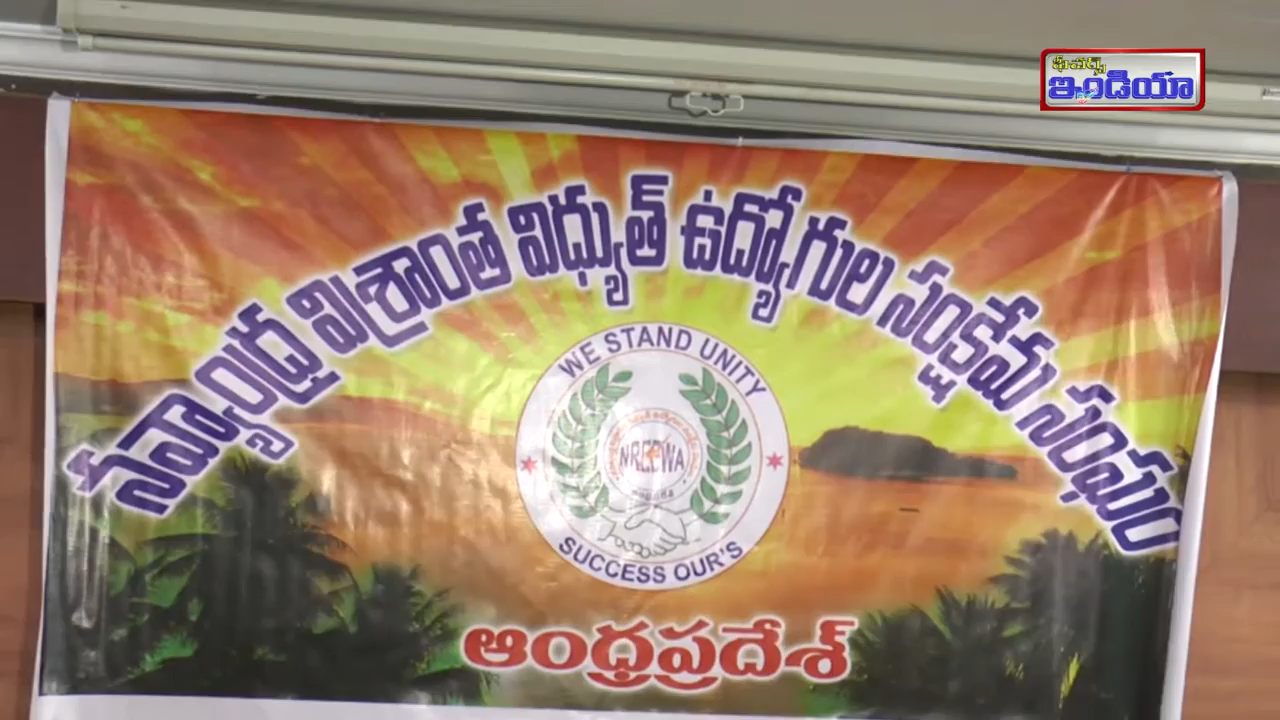 ఇండియా
నవ్యాంధ్ర విశ్రాంత విధ్యుత్ ఉద్యోగుల సంక్షేమ సంఘం
WE STAND UNITY
NREEWA
SUCCESS OUR'S
ఆంధ్రప్రదేశ్